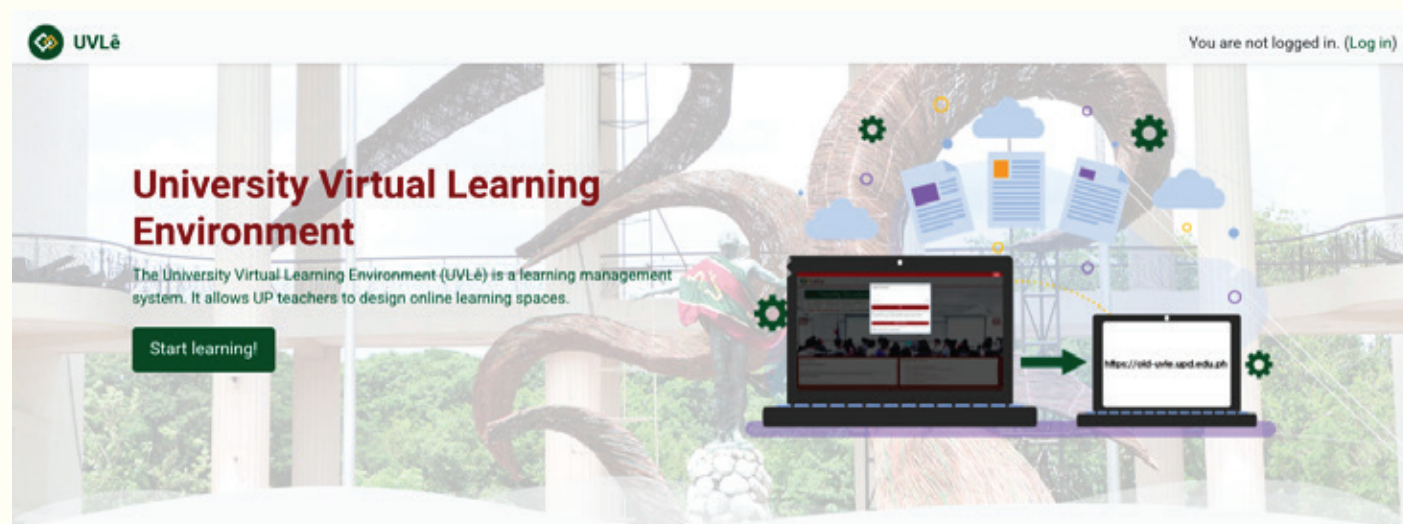 UVLê
You are not logged in. (Log in)
University Virtual Learning
Environment
The University Virtual Learning Environment (UVLê) is a learning management
system. It allows UP teachers to design online learning spaces.
Start learning!
https://old-uvle.upd.edu.ph